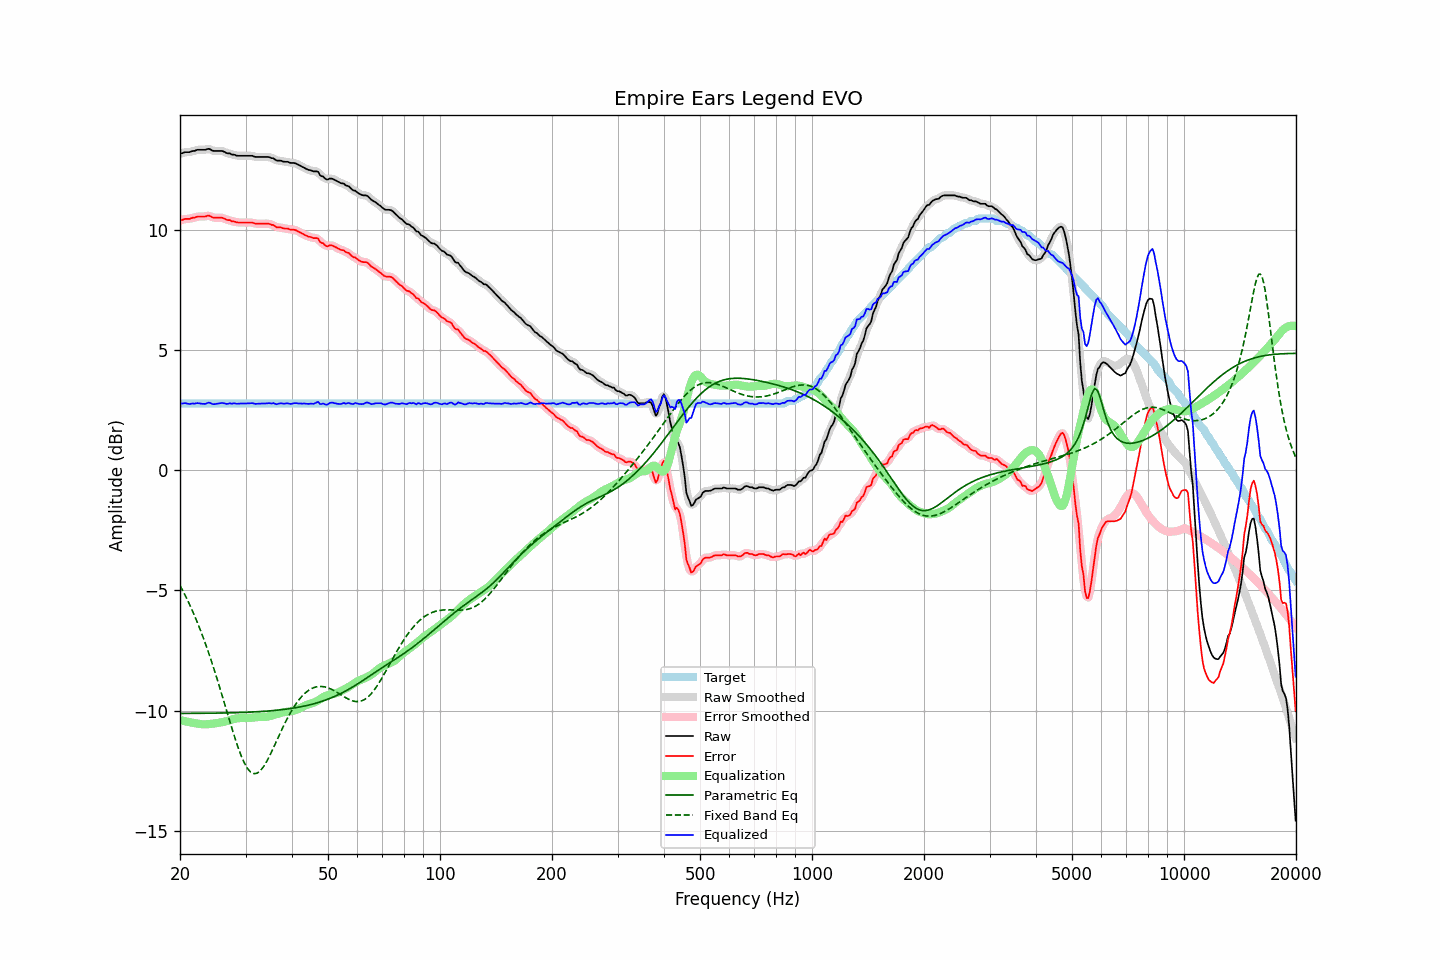 Empire Ears Legend EVO
Amplitude (dBr)
10
5
0
−5
−10
−15
Target
Raw Smoothed
Error Smoothed
Raw
Error
Equalization
Parametric Eq
Fixed Band Eq
Equalized
20
50
100
200
500
1000
2000
5000
10000
20000
Frequency (Hz)